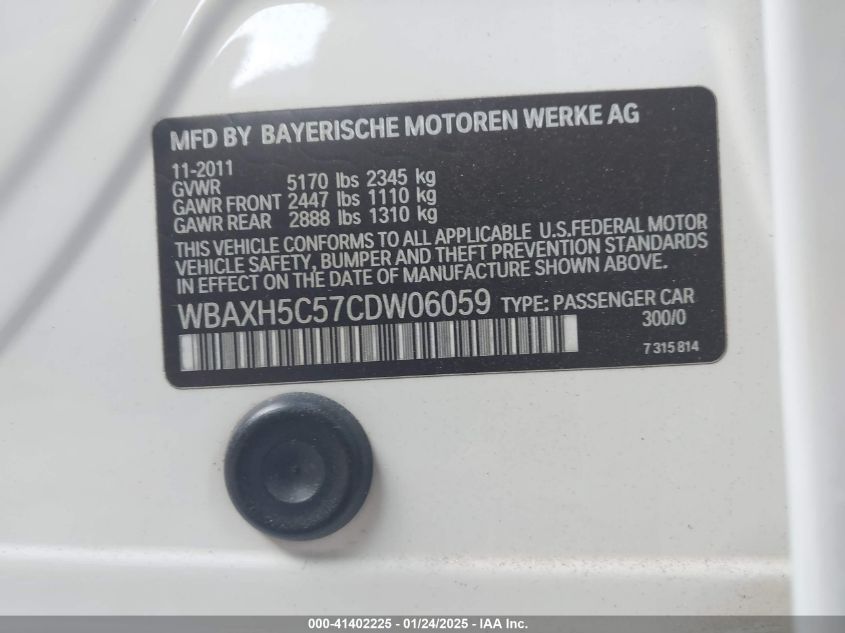 MFD BY BAYERISCHE MOTOREN WERKE AG
11-2011
GVWR 5170 lbs 2345 kg
GAWR FRONT 2447 lbs 1110 kg
GAWR REAR 2888 lbs 1310 kg
THIS VEHICLE CONFORMS TO ALL APPLICABLE U.S.FEDERAL MOTOR
VEHICLE SAFETY, BUMPER AND THEFT PREVENTION STANDARDS
IN EFFECT ON THE DATE OF MANUFACTURE SHOWN ABOVE.
WBAXH5C57CDW06059 TYPE: PASSENGER CAR
300/0
7 315 814
000-41402225 - 01/24/2025 - IAA Inc.